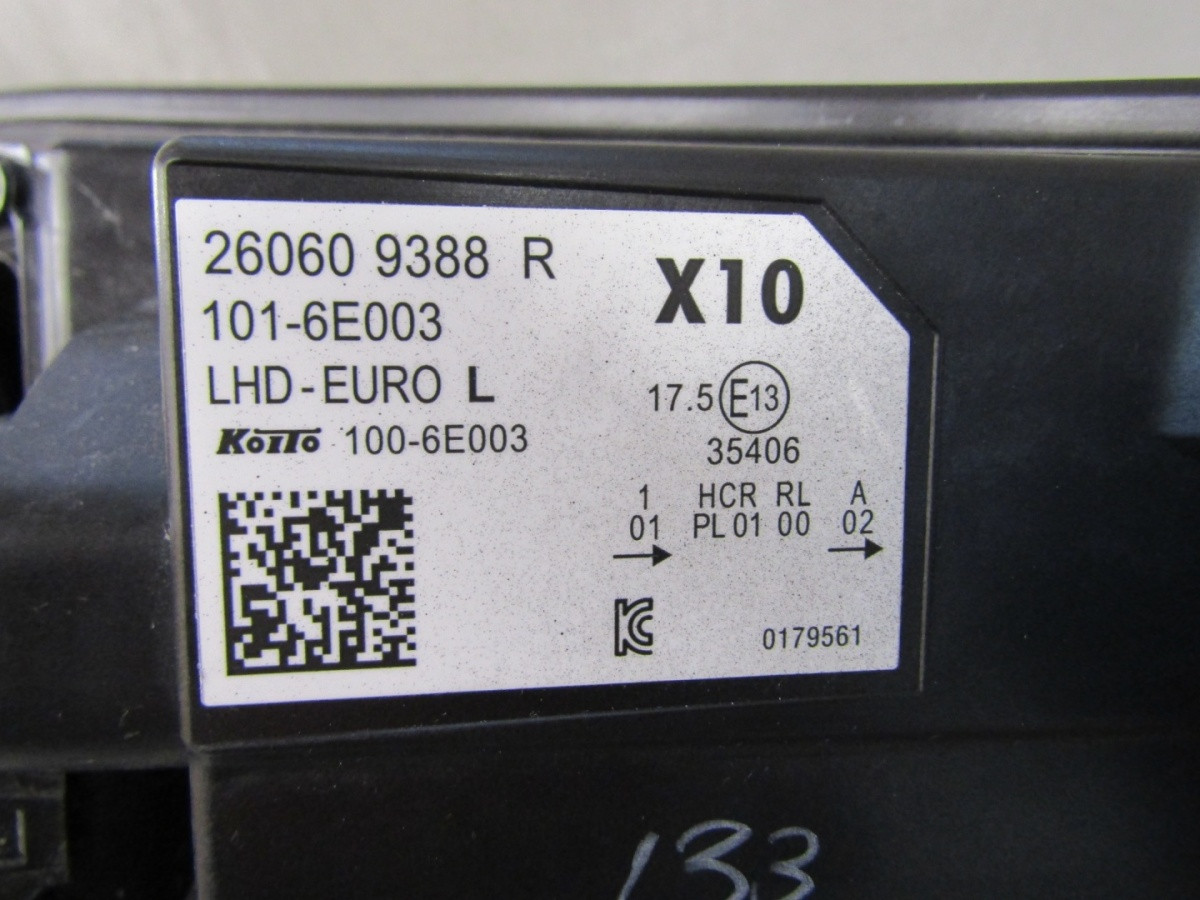 26060 9388 R
X10
101-6E003
LHD-EURO L
17.5 E13
KOITO 100-6E003
35406
1 HCR RL A
01 PL 01 00 02
KC
0179561
133